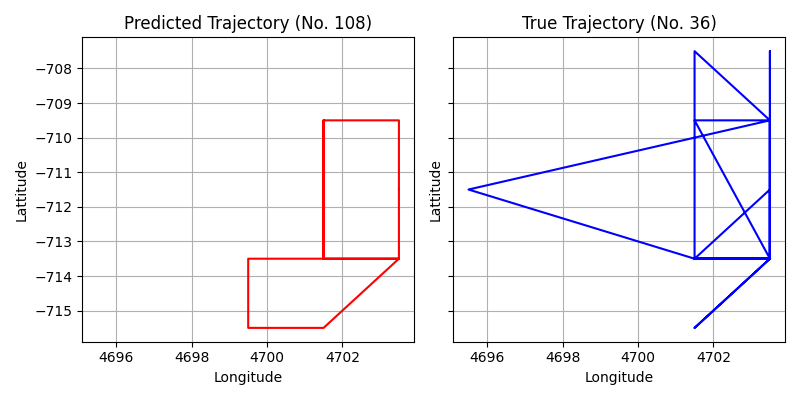 Predicted Trajectory (No. 108)
−708
−709
−710
−711
−712
−713
−714
−715
Lattitude
4696 4698 4700 4702
Longitude
True Trajectory (No. 36)
Lattitude
4696 4698 4700 4702
Longitude